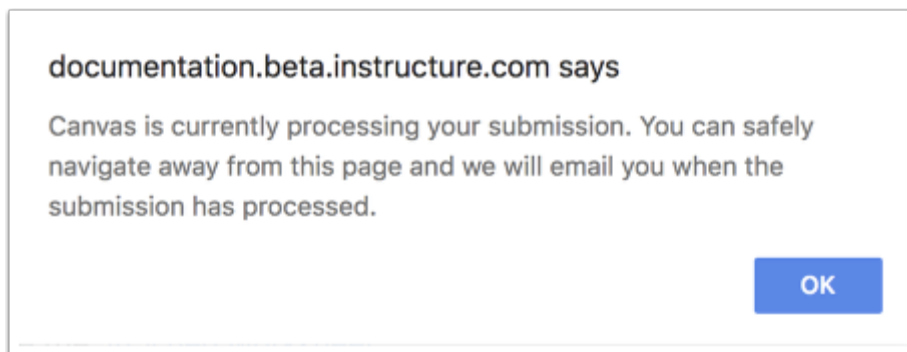 documentation.beta.instructure.com says
Canvas is currently processing your submission. You can safely
navigate away from this page and we will email you when the
submission has processed.
OK